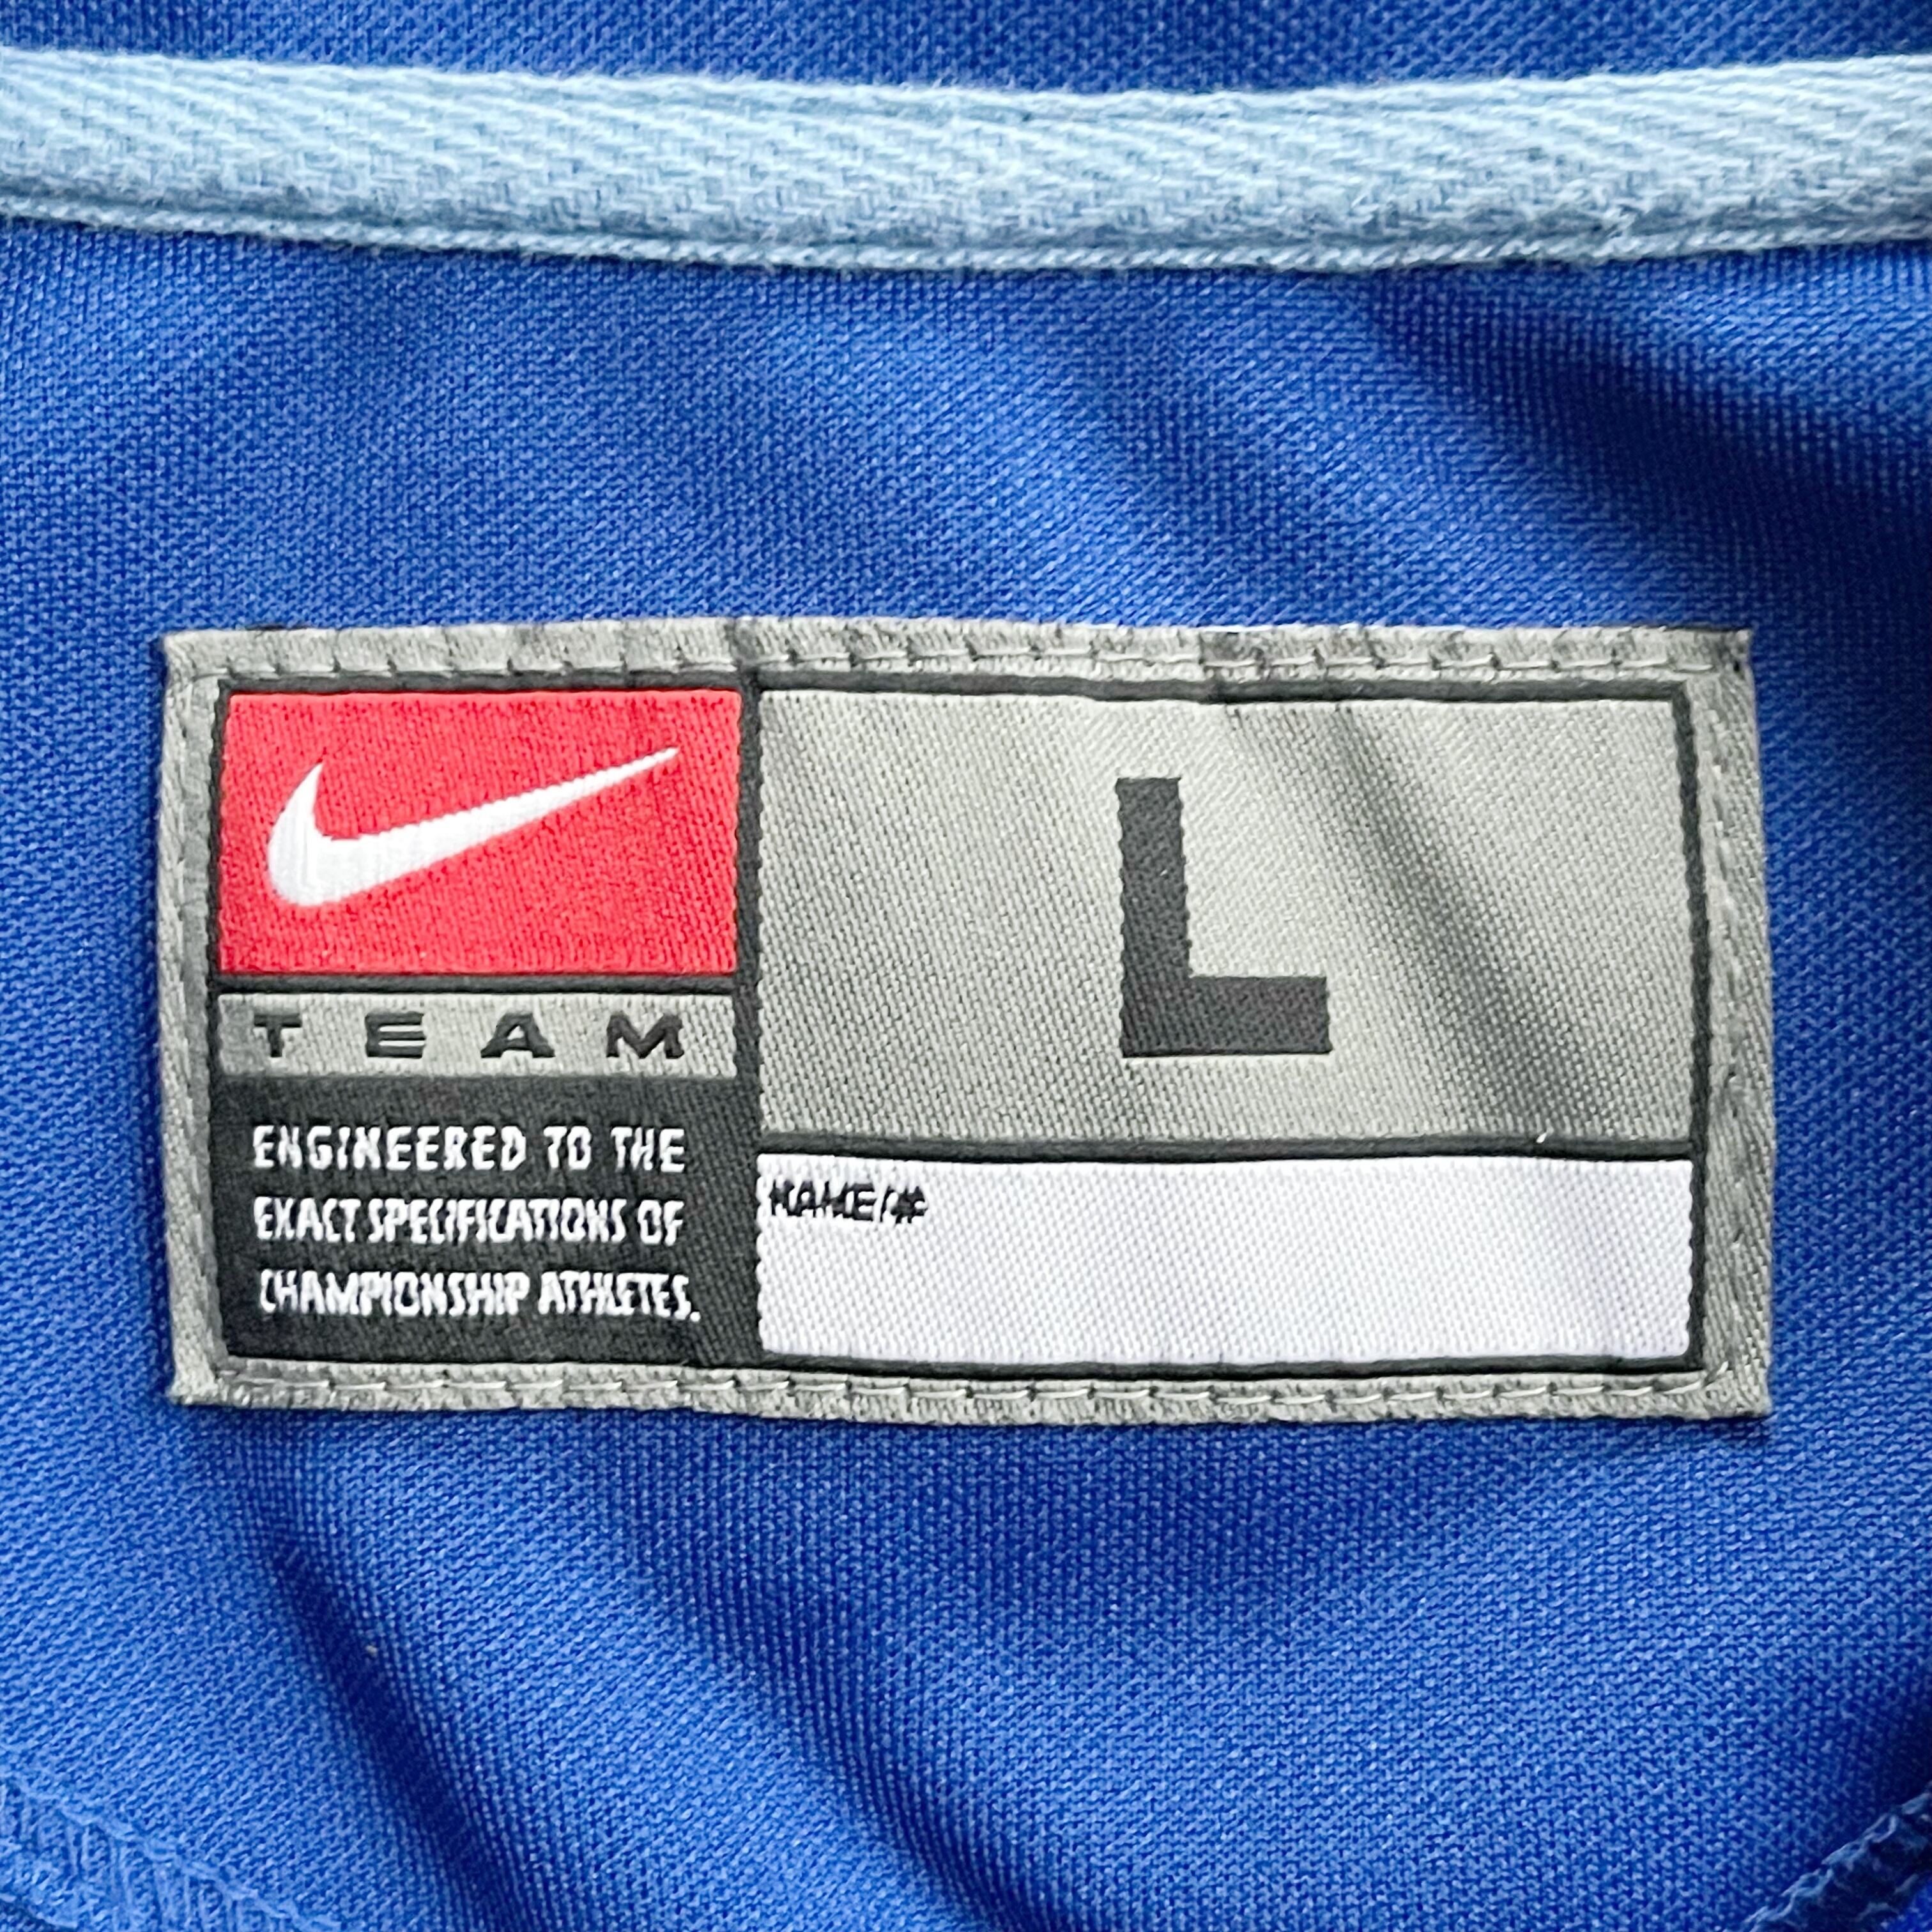 TEAM
ENGINEERED TO THE
EXACT SPECIFICATIONS OF
CHAMPIONSHIP ATHLETES.
L
NAME/#